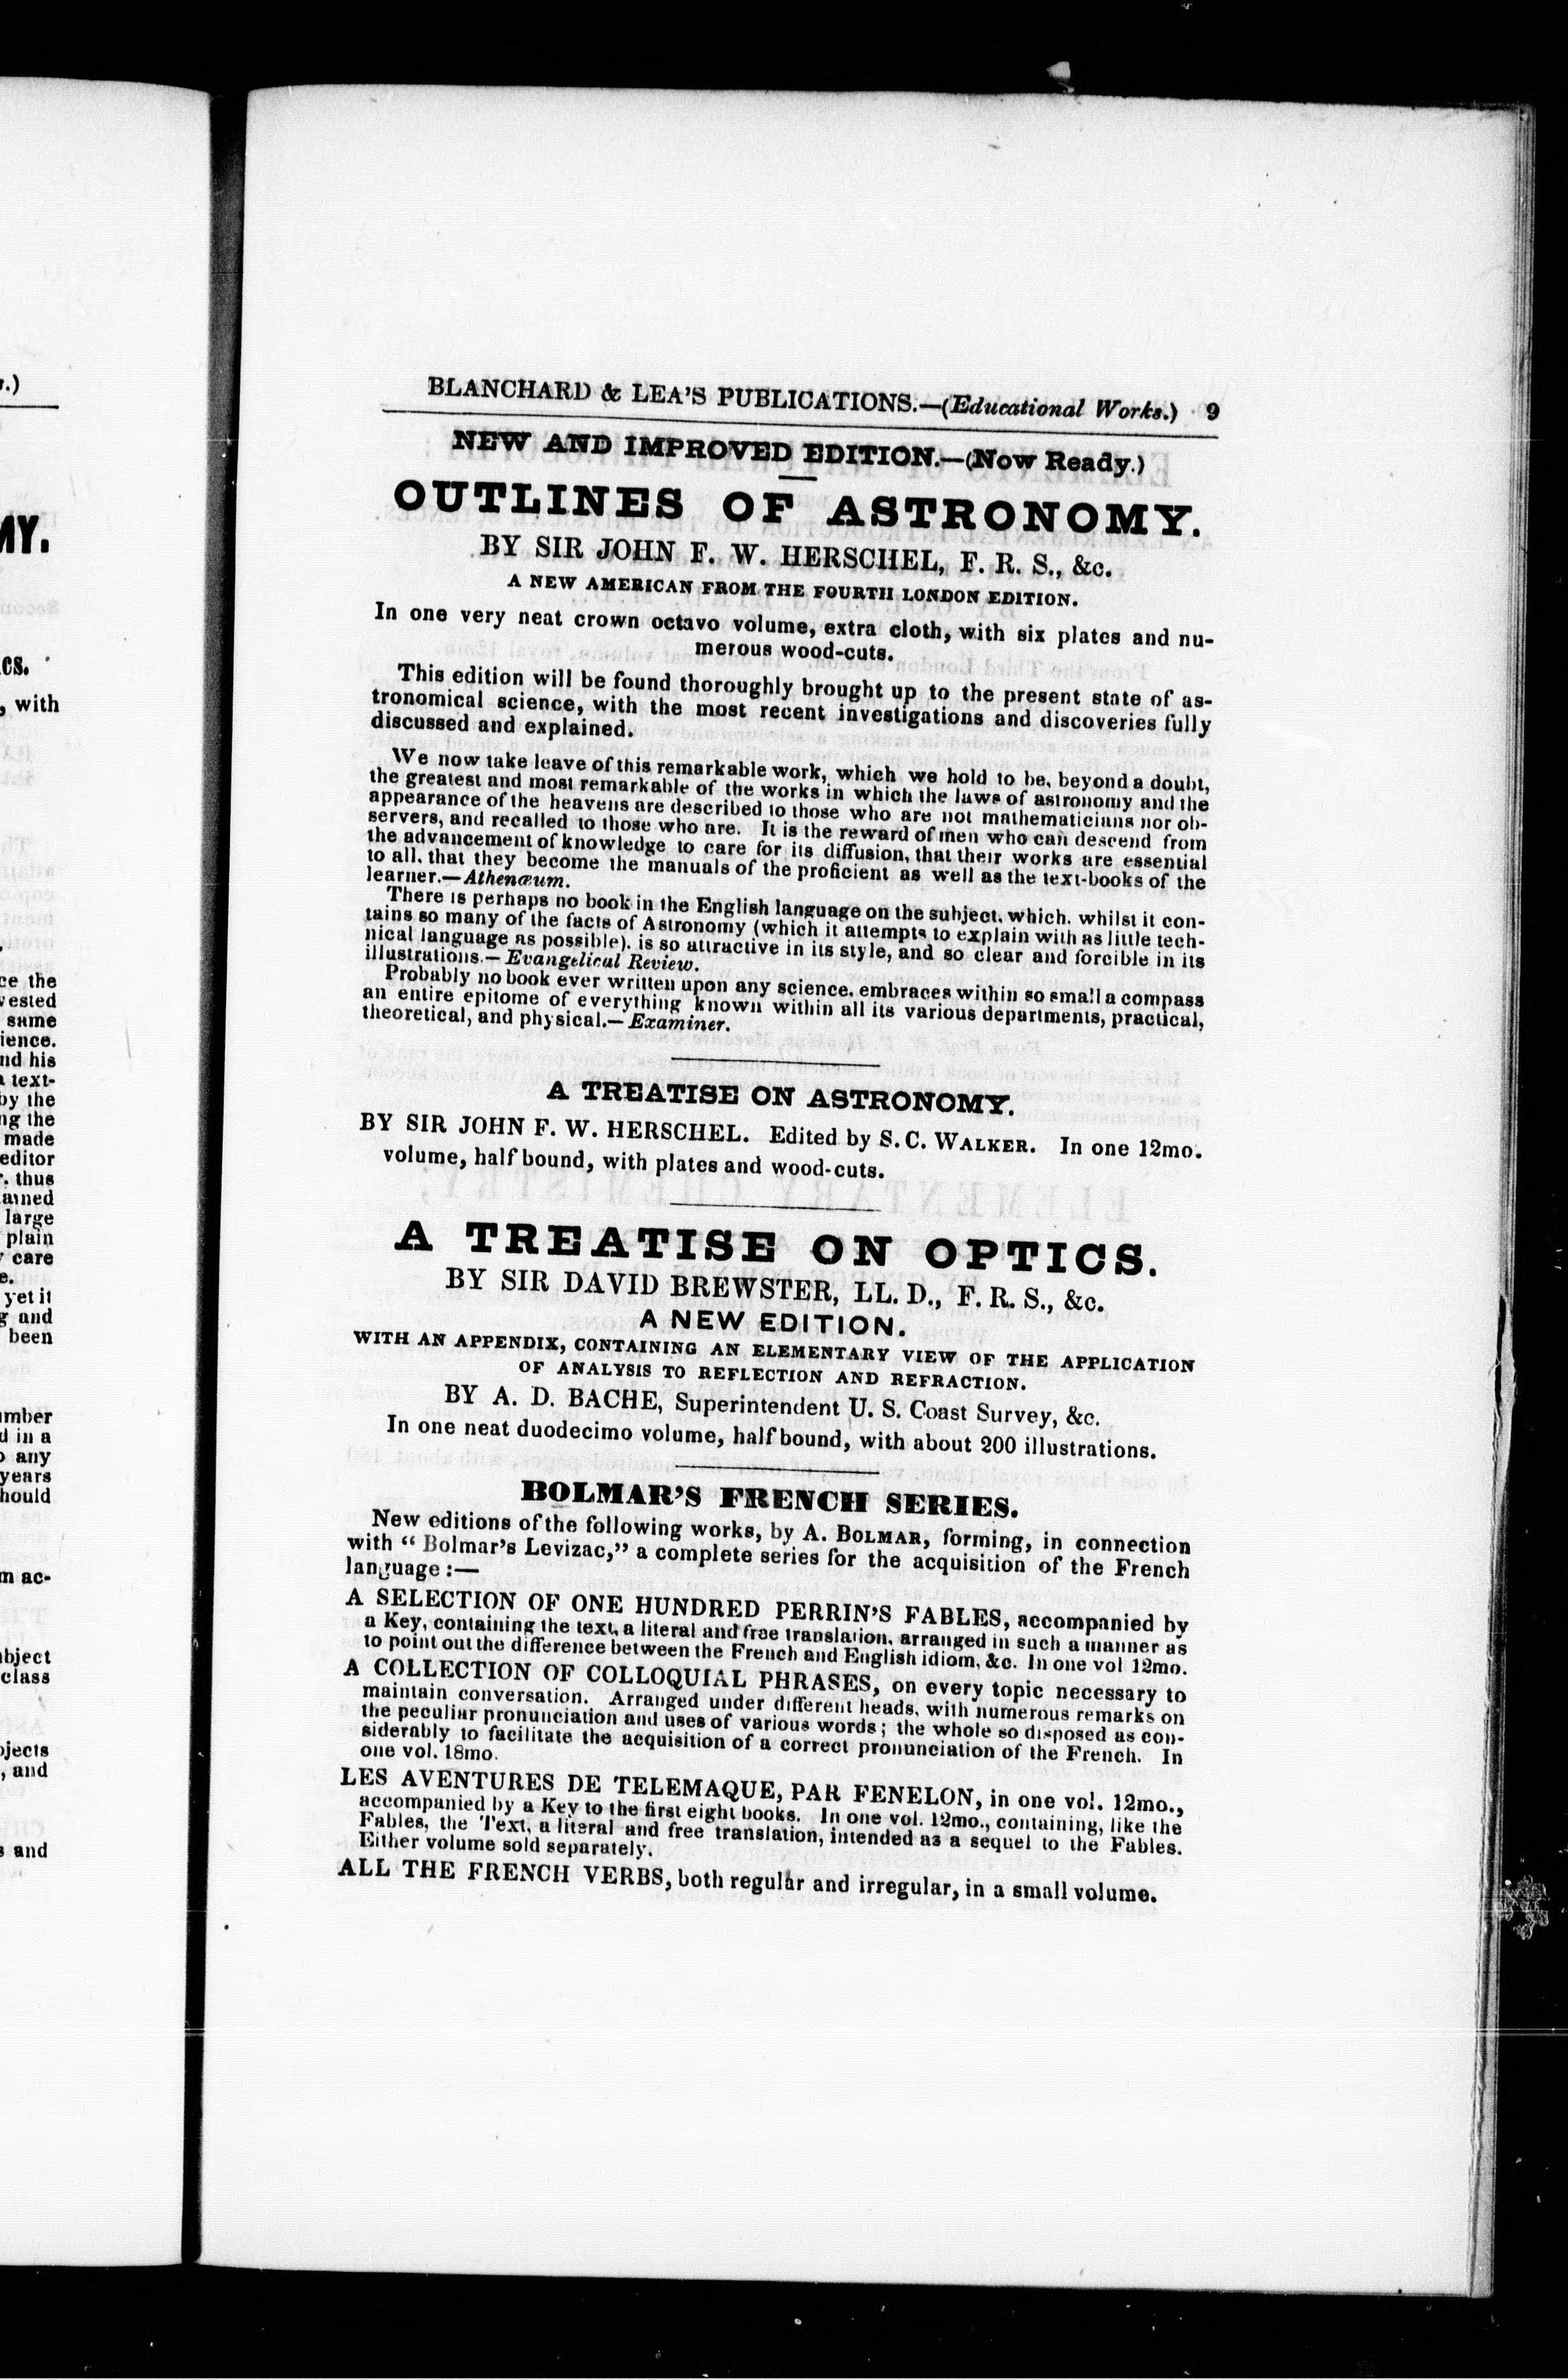 BLANCHARD & LEA'S PUBLICATIONS.—(Educational Works.) 9
NEW AND IMPROVED EDITION.—(Now Ready.)
OUTLINES OF ASTRONOMY.
BY SIR JOHN F. W. HERSCHEL, F. R. S., &c.
A NEW AMERICAN FROM THE FOURTH LONDON EDITION.
In one very neat crown octavo volume, extra cloth, with six plates and nu-
merous wood-cuts.
This edition will be found thoroughly brought up to the present state of as-
tronomical science, with the most recent investigations and discoveries fully
discussed and explained.
We now take leave of this remarkable work, which we hold to be, beyond a doubt,
the greatest and most remarkable of the works in which the laws of astronomy and the
appearance of the heavens are described to those who are not mathematicians nor ob-
servers, and recalled to those who are. It is the reward of men who can descend from
the advancement of knowledge to care for its diffusion, that their works are essential
to all, that they become the manuals of the proficient as well as the text-books of the
learner.—Athenæum.
There is perhaps no book in the English language on the subject, which, whilst it con-
tains so many of the facts of Astronomy (which it attempts to explain with as little tech-
nical language as possible), is so attractive in its style, and so clear and forcible in its
illustrations.—Evangelical Review.
Probably no book ever written upon any science, embraces within so small a compass
an entire epitome of everything known within all its various departments, practical,
theoretical, and physical.—Examiner.
A TREATISE ON ASTRONOMY.
BY SIR JOHN F. W. HERSCHEL. Edited by S. C. WALKER. In one 12mo.
volume, half bound, with plates and wood-cuts.
A TREATISE ON OPTICS.
BY SIR DAVID BREWSTER, LL. D., F. R. S., &c.
A NEW EDITION.
WITH AN APPENDIX, CONTAINING AN ELEMENTARY VIEW OF THE APPLICATION
OF ANALYSIS TO REFLECTION AND REFRACTION.
BY A. D. BACHE, Superintendent U. S. Coast Survey, &c.
In one neat duodecimo volume, half bound, with about 200 illustrations.
BOLMAR'S FRENCH SERIES.
New editions of the following works, by A. BOLMAR, forming, in connection
with "Bolmar's Levizac," a complete series for the acquisition of the French
language:—
A SELECTION OF ONE HUNDRED PERRIN'S FABLES, accompanied by
a Key, containing the text, a literal and free translation, arranged in such a manner as
to point out the difference between the French and English idiom, &c. In one vol 12mo.
A COLLECTION OF COLLOQUIAL PHRASES, on every topic necessary to
maintain conversation. Arranged under different heads, with numerous remarks on
the peculiar pronunciation and uses of various words; the whole so disposed as con-
siderably to facilitate the acquisition of a correct pronunciation of the French. In
one vol. 18mo.
LES AVENTURES DE TELEMAQUE, PAR FENELON, in one vol. 12mo.,
accompanied by a Key to the first eight books. In one vol. 12mo., containing, like the
Fables, the Text, a literal and free translation, intended as a sequel to the Fables.
Either volume sold separately.
ALL THE FRENCH VERBS, both regular and irregular, in a small volume.